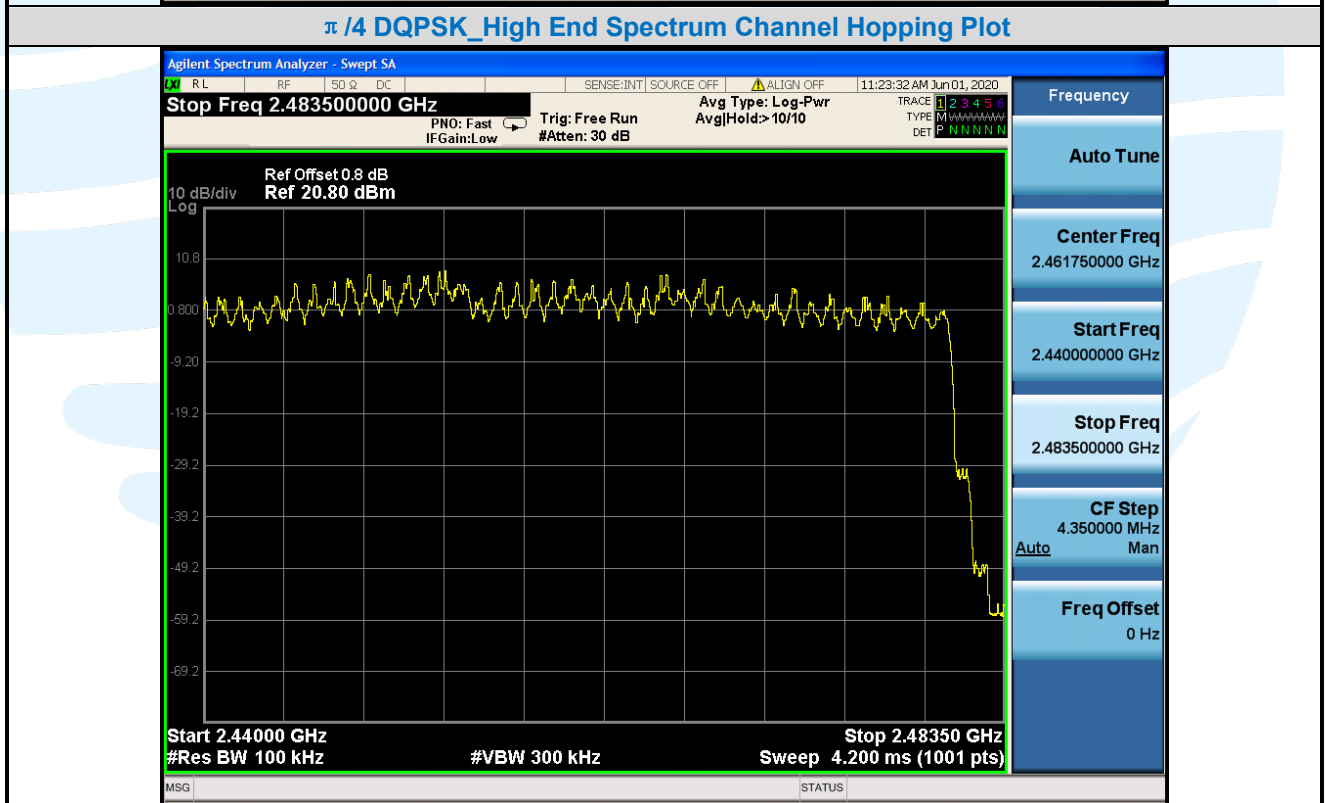 π /4 DQPSK_High End Spectrum Channel Hopping Plot
Agilent Spectrum Analyzer - Swept SA
LXI RL RF 50 Ω DC SENSE:INT SOURCE OFF ALIGN OFF 11:23:32 AM Jun 01, 2020
Stop Freq 2.483500000 GHz
PNO: Fast
IFGain:Low
Trig: Free Run
#Atten: 30 dB
Avg Type: Log-Pwr
Avg|Hold:>10/10
TRACE 1 2 3 4 5 6
TYPE M WWWWW
DET P N N N N N
Ref Offset 0.8 dB
10 dB/div Ref 20.80 dBm
Log
10.8
0.800
-9.20
-19.2
-29.2
-39.2
-49.2
-59.2
-69.2
Start 2.44000 GHz Stop 2.48350 GHz
#Res BW 100 kHz #VBW 300 kHz Sweep 4.200 ms (1001 pts)
MSG STATUS
Frequency
Auto Tune
Center Freq
2.461750000 GHz
Start Freq
2.440000000 GHz
Stop Freq
2.483500000 GHz
CF Step
4.350000 MHz
Auto Man
Freq Offset
0 Hz